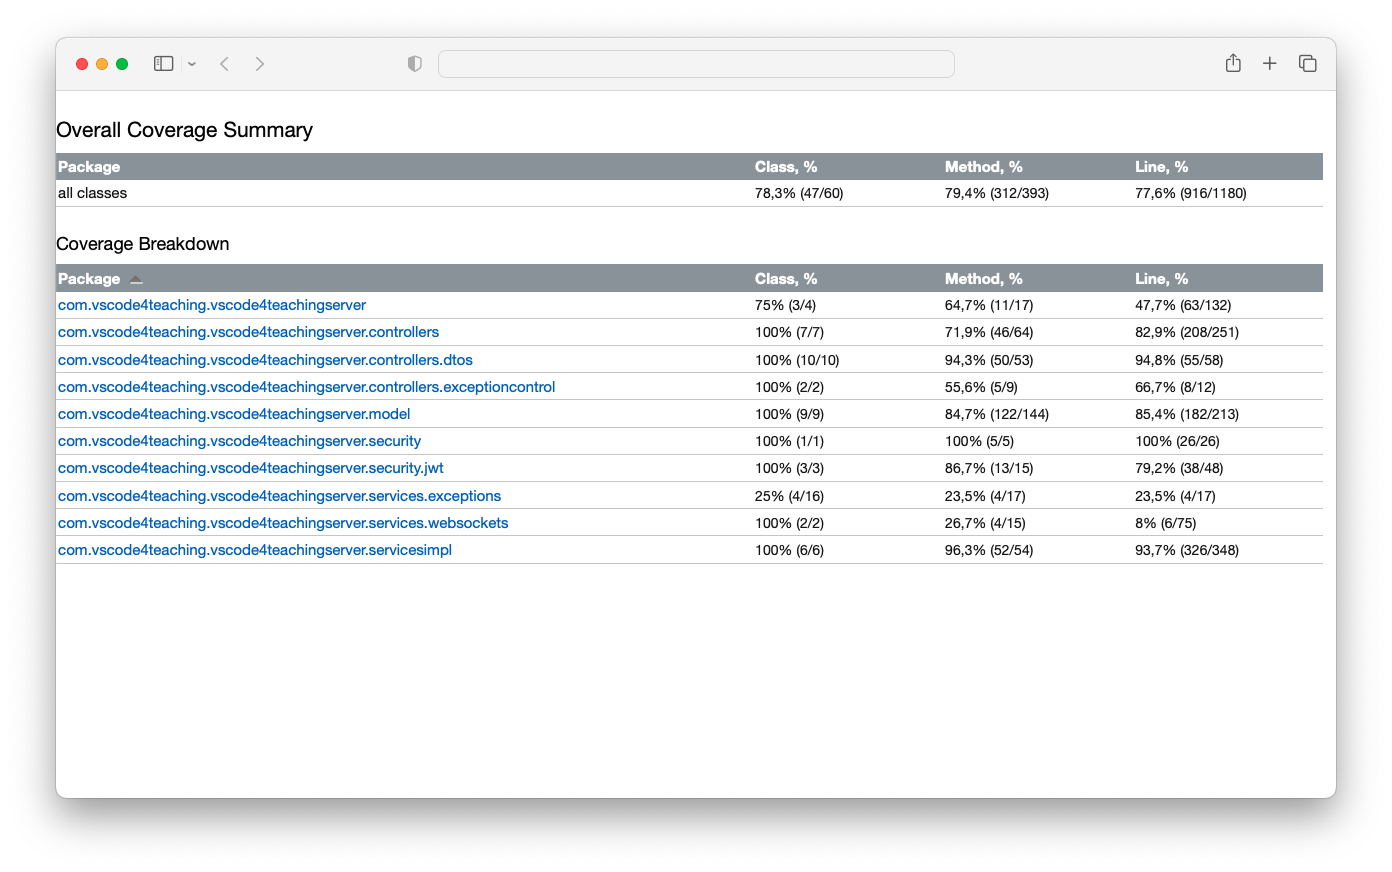 Overall Coverage Summary
Package Class, % Method, % Line, %
all classes 78,3% (47/60) 79,4% (312/393) 77,6% (916/1180)
Coverage Breakdown
Package Class, % Method, % Line, %
com.vscode4teaching.vscode4teachingserver 75% (3/4) 64,7% (11/17) 47,7% (63/132)
com.vscode4teaching.vscode4teachingserver.controllers 100% (7/7) 71,9% (46/64) 82,9% (208/251)
com.vscode4teaching.vscode4teachingserver.controllers.dtos 100% (10/10) 94,3% (50/53) 94,8% (55/58)
com.vscode4teaching.vscode4teachingserver.controllers.exceptioncontrol 100% (2/2) 55,6% (5/9) 66,7% (8/12)
com.vscode4teaching.vscode4teachingserver.model 100% (9/9) 84,7% (122/144) 85,4% (182/213)
com.vscode4teaching.vscode4teachingserver.security 100% (1/1) 100% (5/5) 100% (26/26)
com.vscode4teaching.vscode4teachingserver.security.jwt 100% (3/3) 86,7% (13/15) 79,2% (38/48)
com.vscode4teaching.vscode4teachingserver.services.exceptions 25% (4/16) 23,5% (4/17) 23,5% (4/17)
com.vscode4teaching.vscode4teachingserver.services.websockets 100% (2/2) 26,7% (4/15) 8% (6/75)
com.vscode4teaching.vscode4teachingserver.servicesimpl 100% (6/6) 96,3% (52/54) 93,7% (326/348)